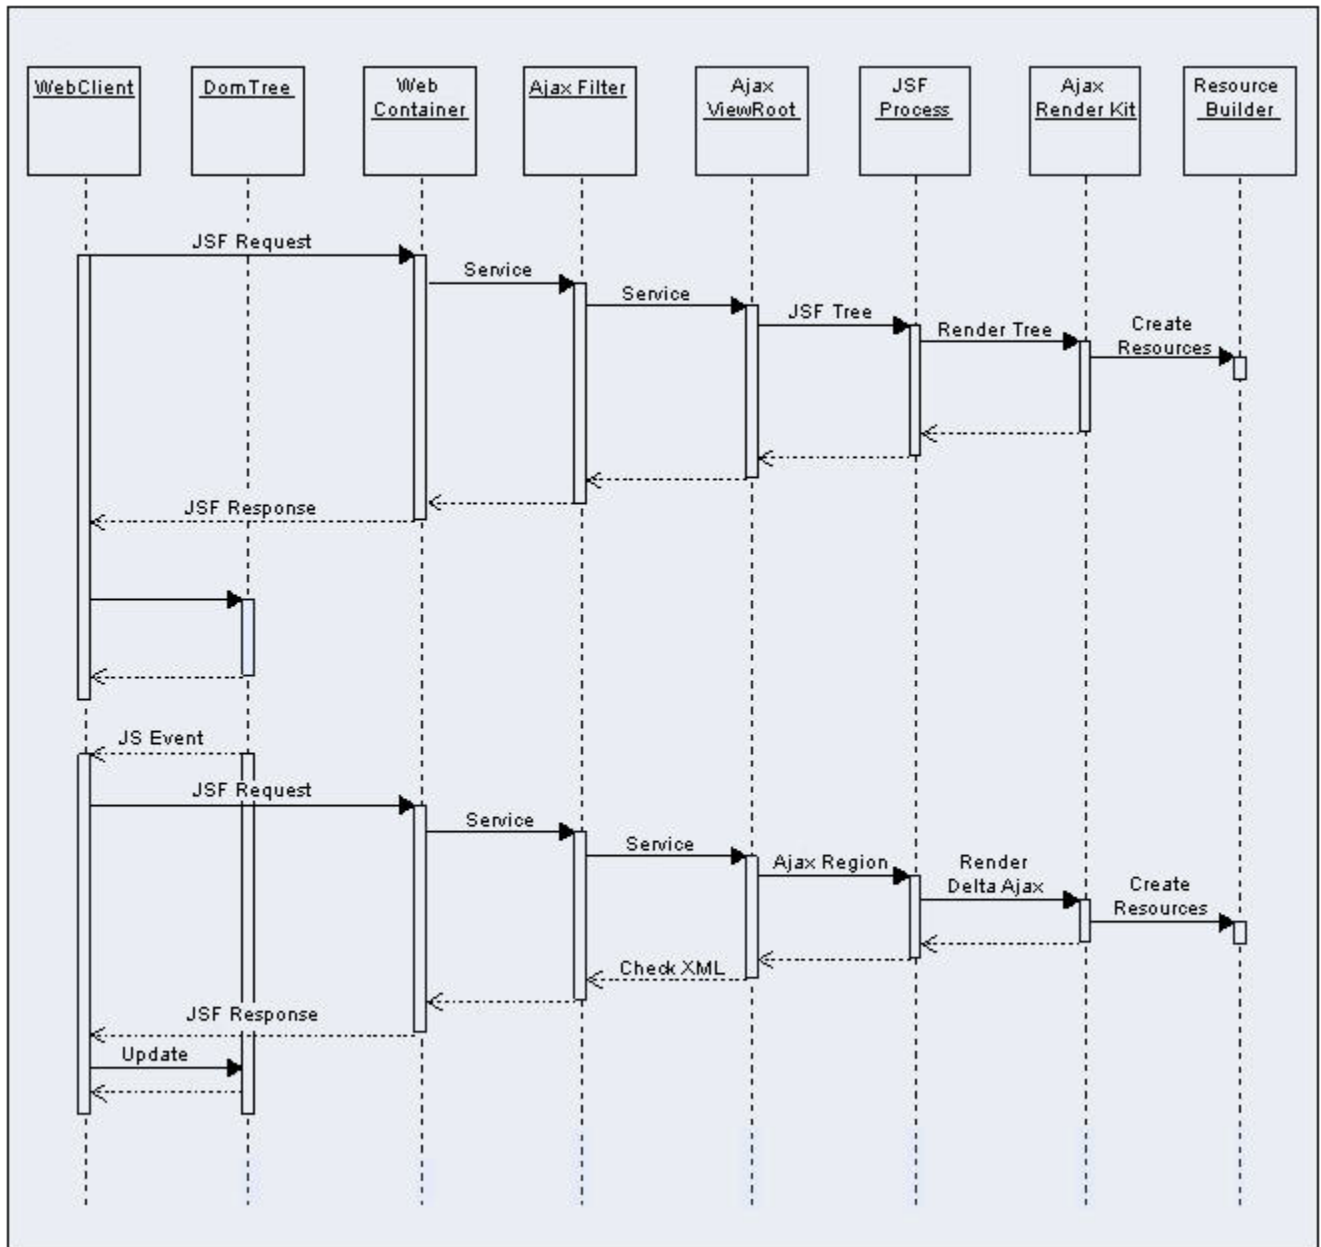 WebClient
DomTree
Web
Container
Ajax Filter
Ajax
ViewRoot
JSF
Process
Ajax
Render Kit
Resource
Builder
JSF Request
Service
Service
JSF Tree
Render Tree
Create
Resources
JSF Response
JS Event
JSF Request
Service
Service
Ajax Region
Render
Delta Ajax
Create
Resources
Check XML
JSF Response
Update